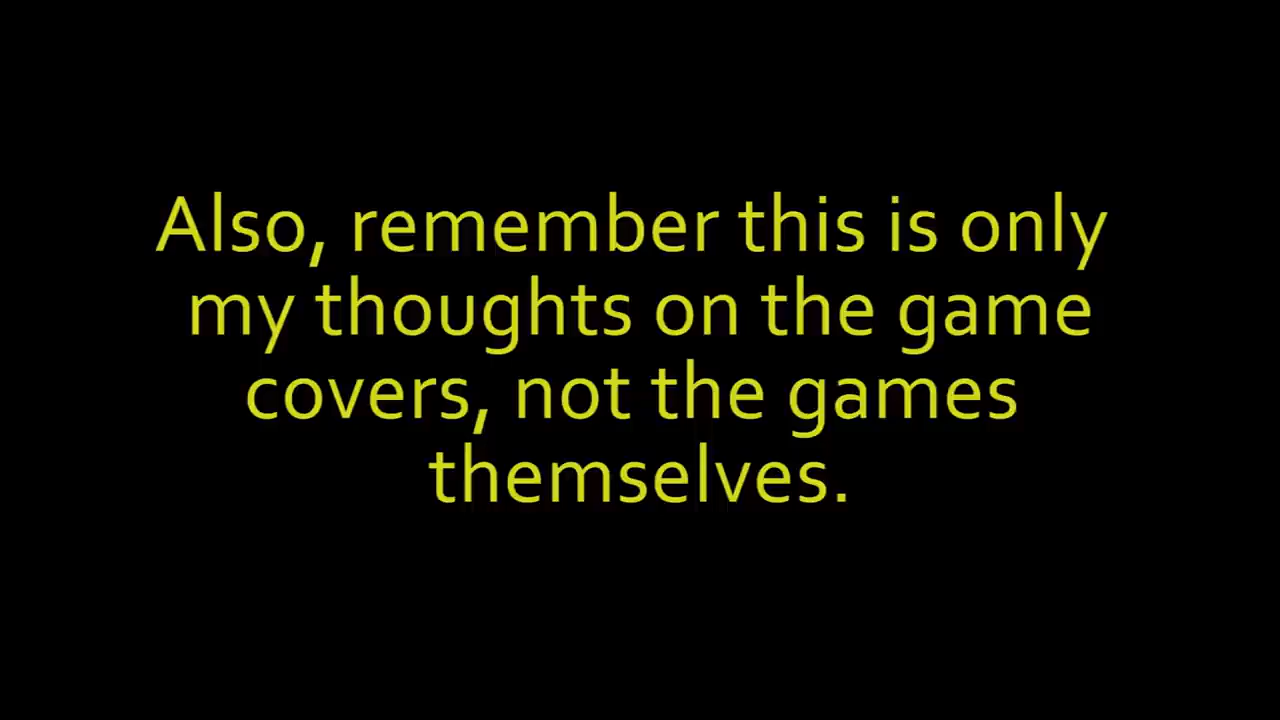 Also, remember this is only
my thoughts on the game
covers, not the games
themselves.